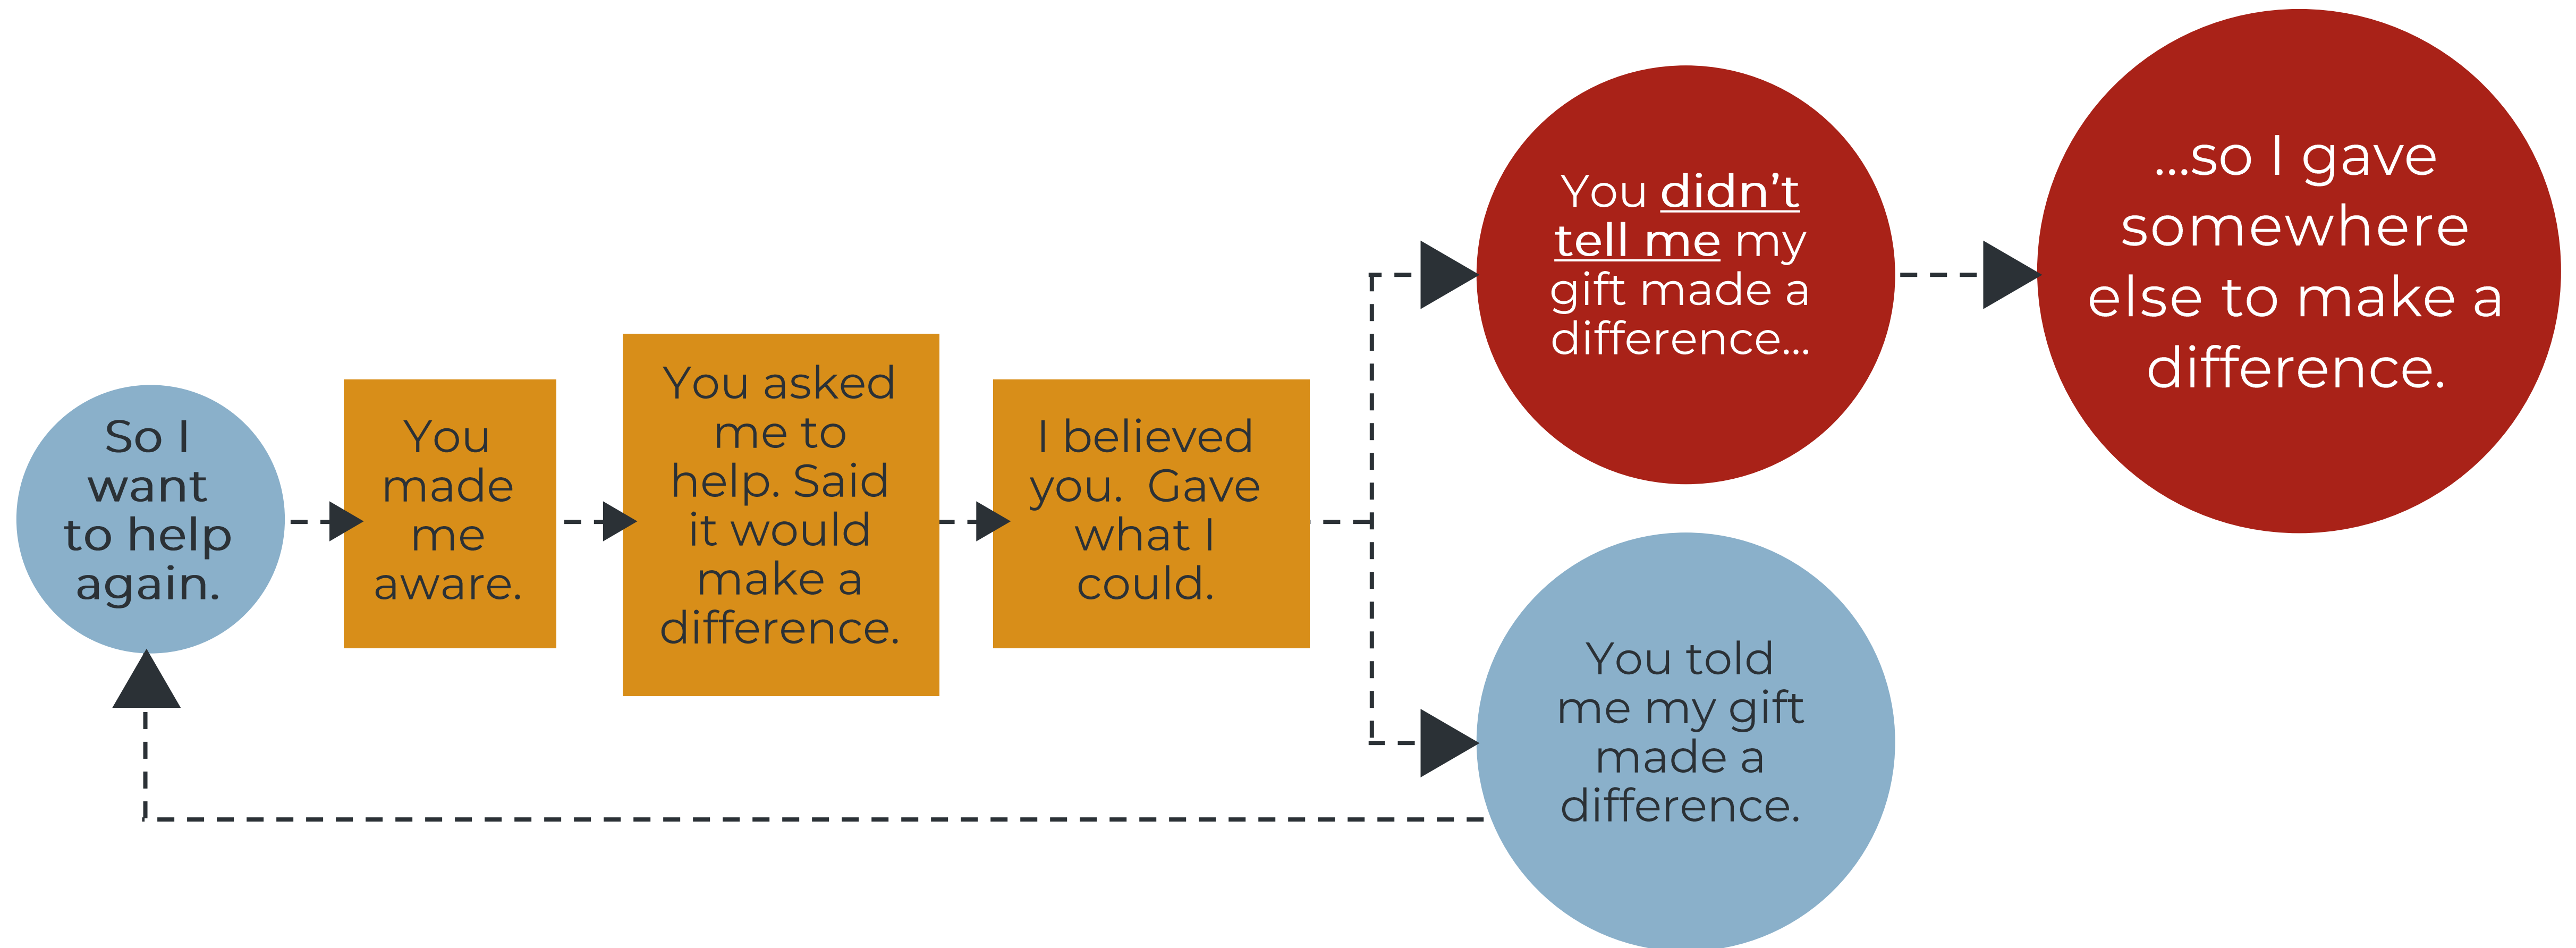 So I
want
to help
again.
You
made
me
aware.
You asked
me to
help. Said
it would
make a
difference.
I believed
you.  Gave
what I
could.
You didn’t
tell me my
gift made a
difference...
...so I gave
somewhere
else to make a
difference.
You told
me my gift
made a
difference.